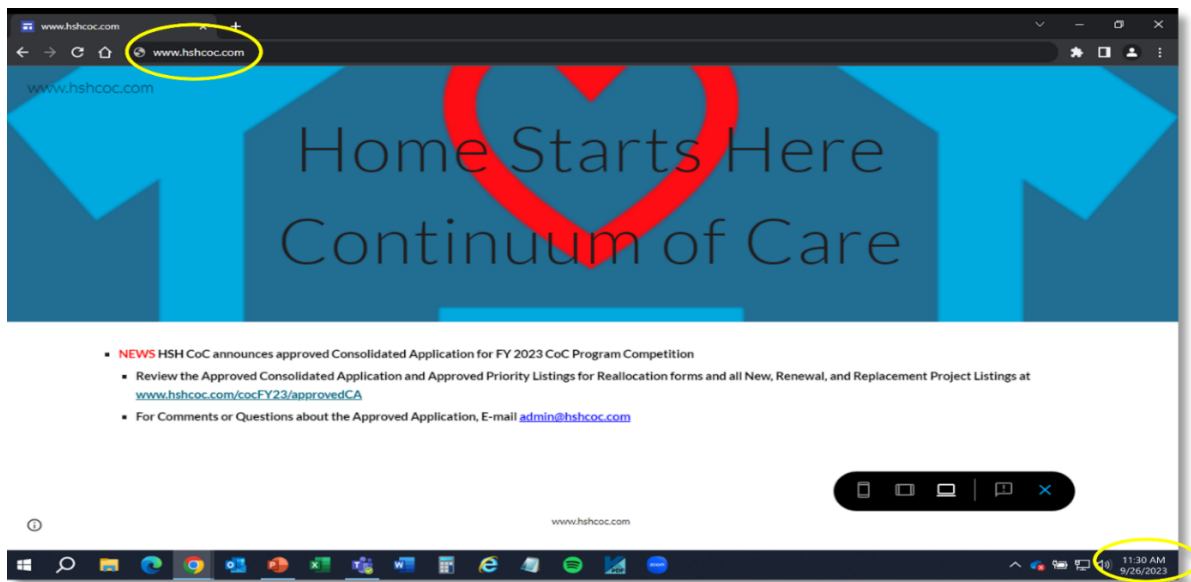 www.hshcoc.com
www.hshcoc.com
www.hshcoc.com
Home Starts Here
Continuum of Care
NEWS HSH CoC announces approved Consolidated Application for FY 2023 CoC Program Competition
Review the Approved Consolidated Application and Approved Priority Listings for Reallocation forms and all New, Renewal, and Replacement Project Listings at
www.hshcoc.com/cocFY23/approvedCA
For Comments or Questions about the Approved Application, E-mail admin@hshcoc.com
www.hshcoc.com
11:30 AM
9/26/2023